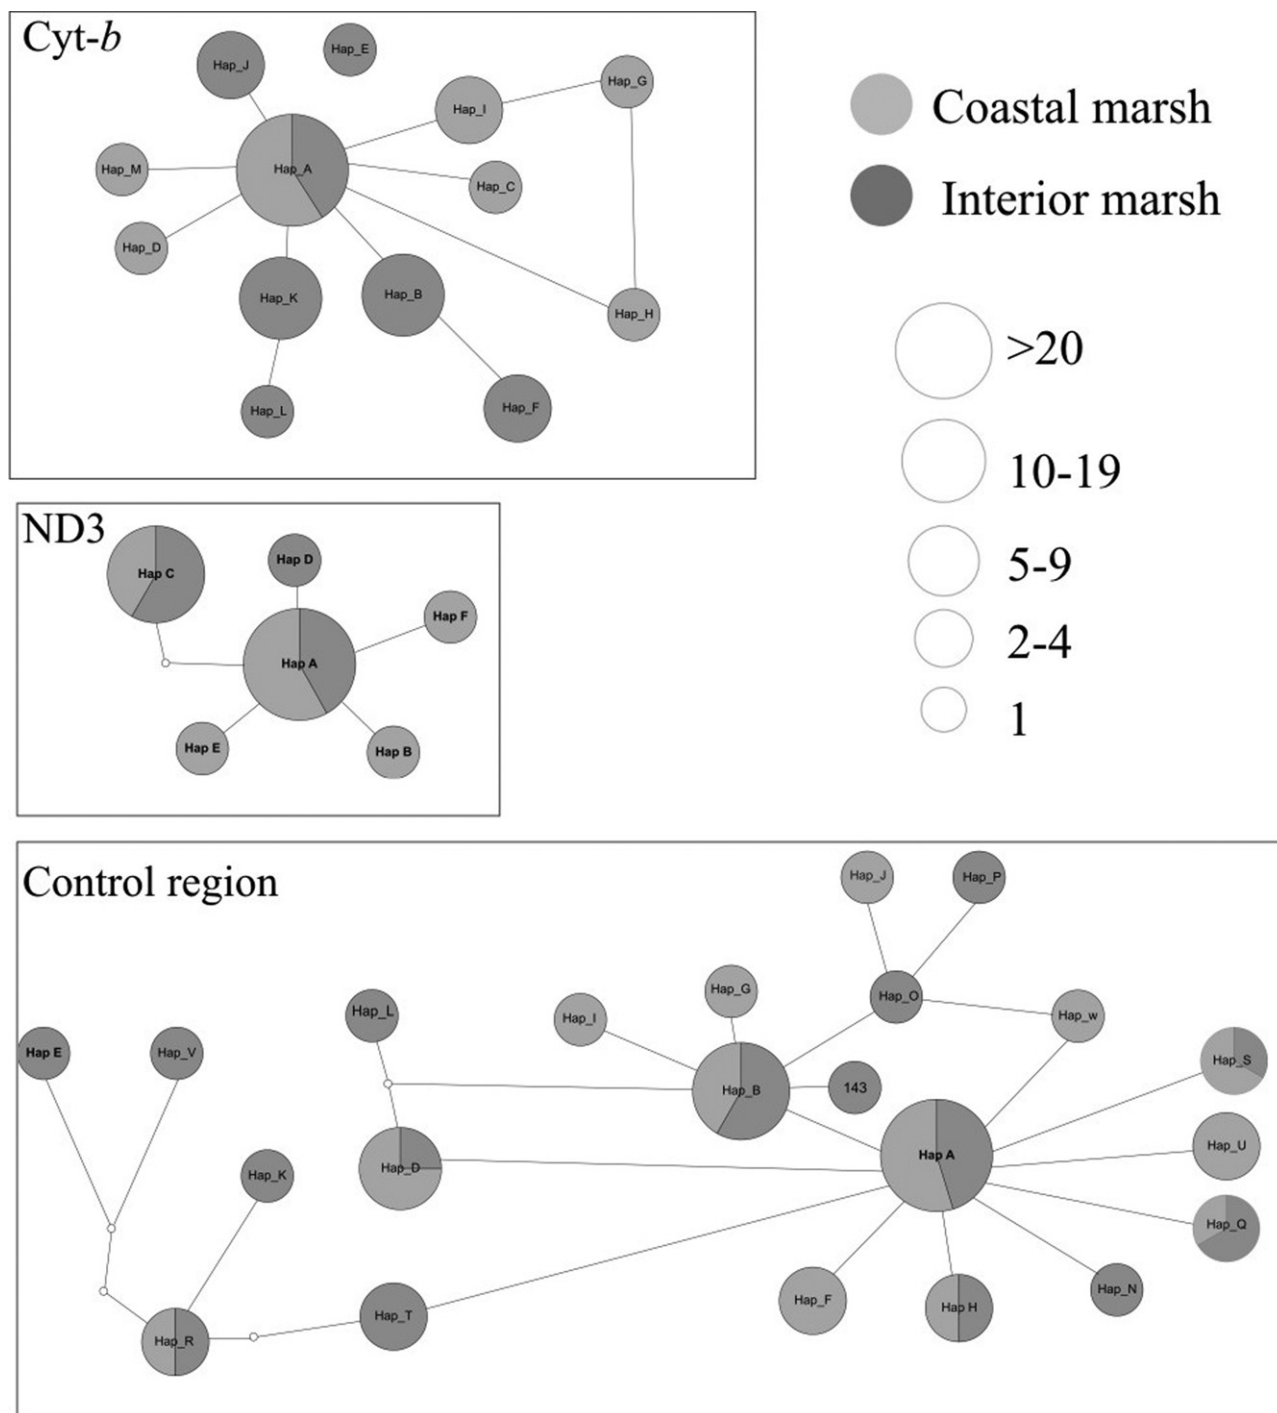 Cyt-b
Hap_J
Hap_E
Hap_I
Hap_G
Hap_M
Hap_A
Hap_C
Hap_D
Hap_K
Hap_B
Hap_H
Hap_L
Hap_F
Coastal marsh
Interior marsh
>20
10-19
5-9
2-4
1
ND3
Hap C
Hap D
Hap F
Hap A
Hap E
Hap B
Control region
Hap_J
Hap_P
Hap_G
Hap_O
Hap_L
Hap_I
Hap_w
Hap E
Hap_V
Hap_S
Hap_B
143
Hap_U
Hap A
Hap_D
Hap_K
Hap_Q
Hap_N
Hap_F
Hap H
Hap_T
Hap_R